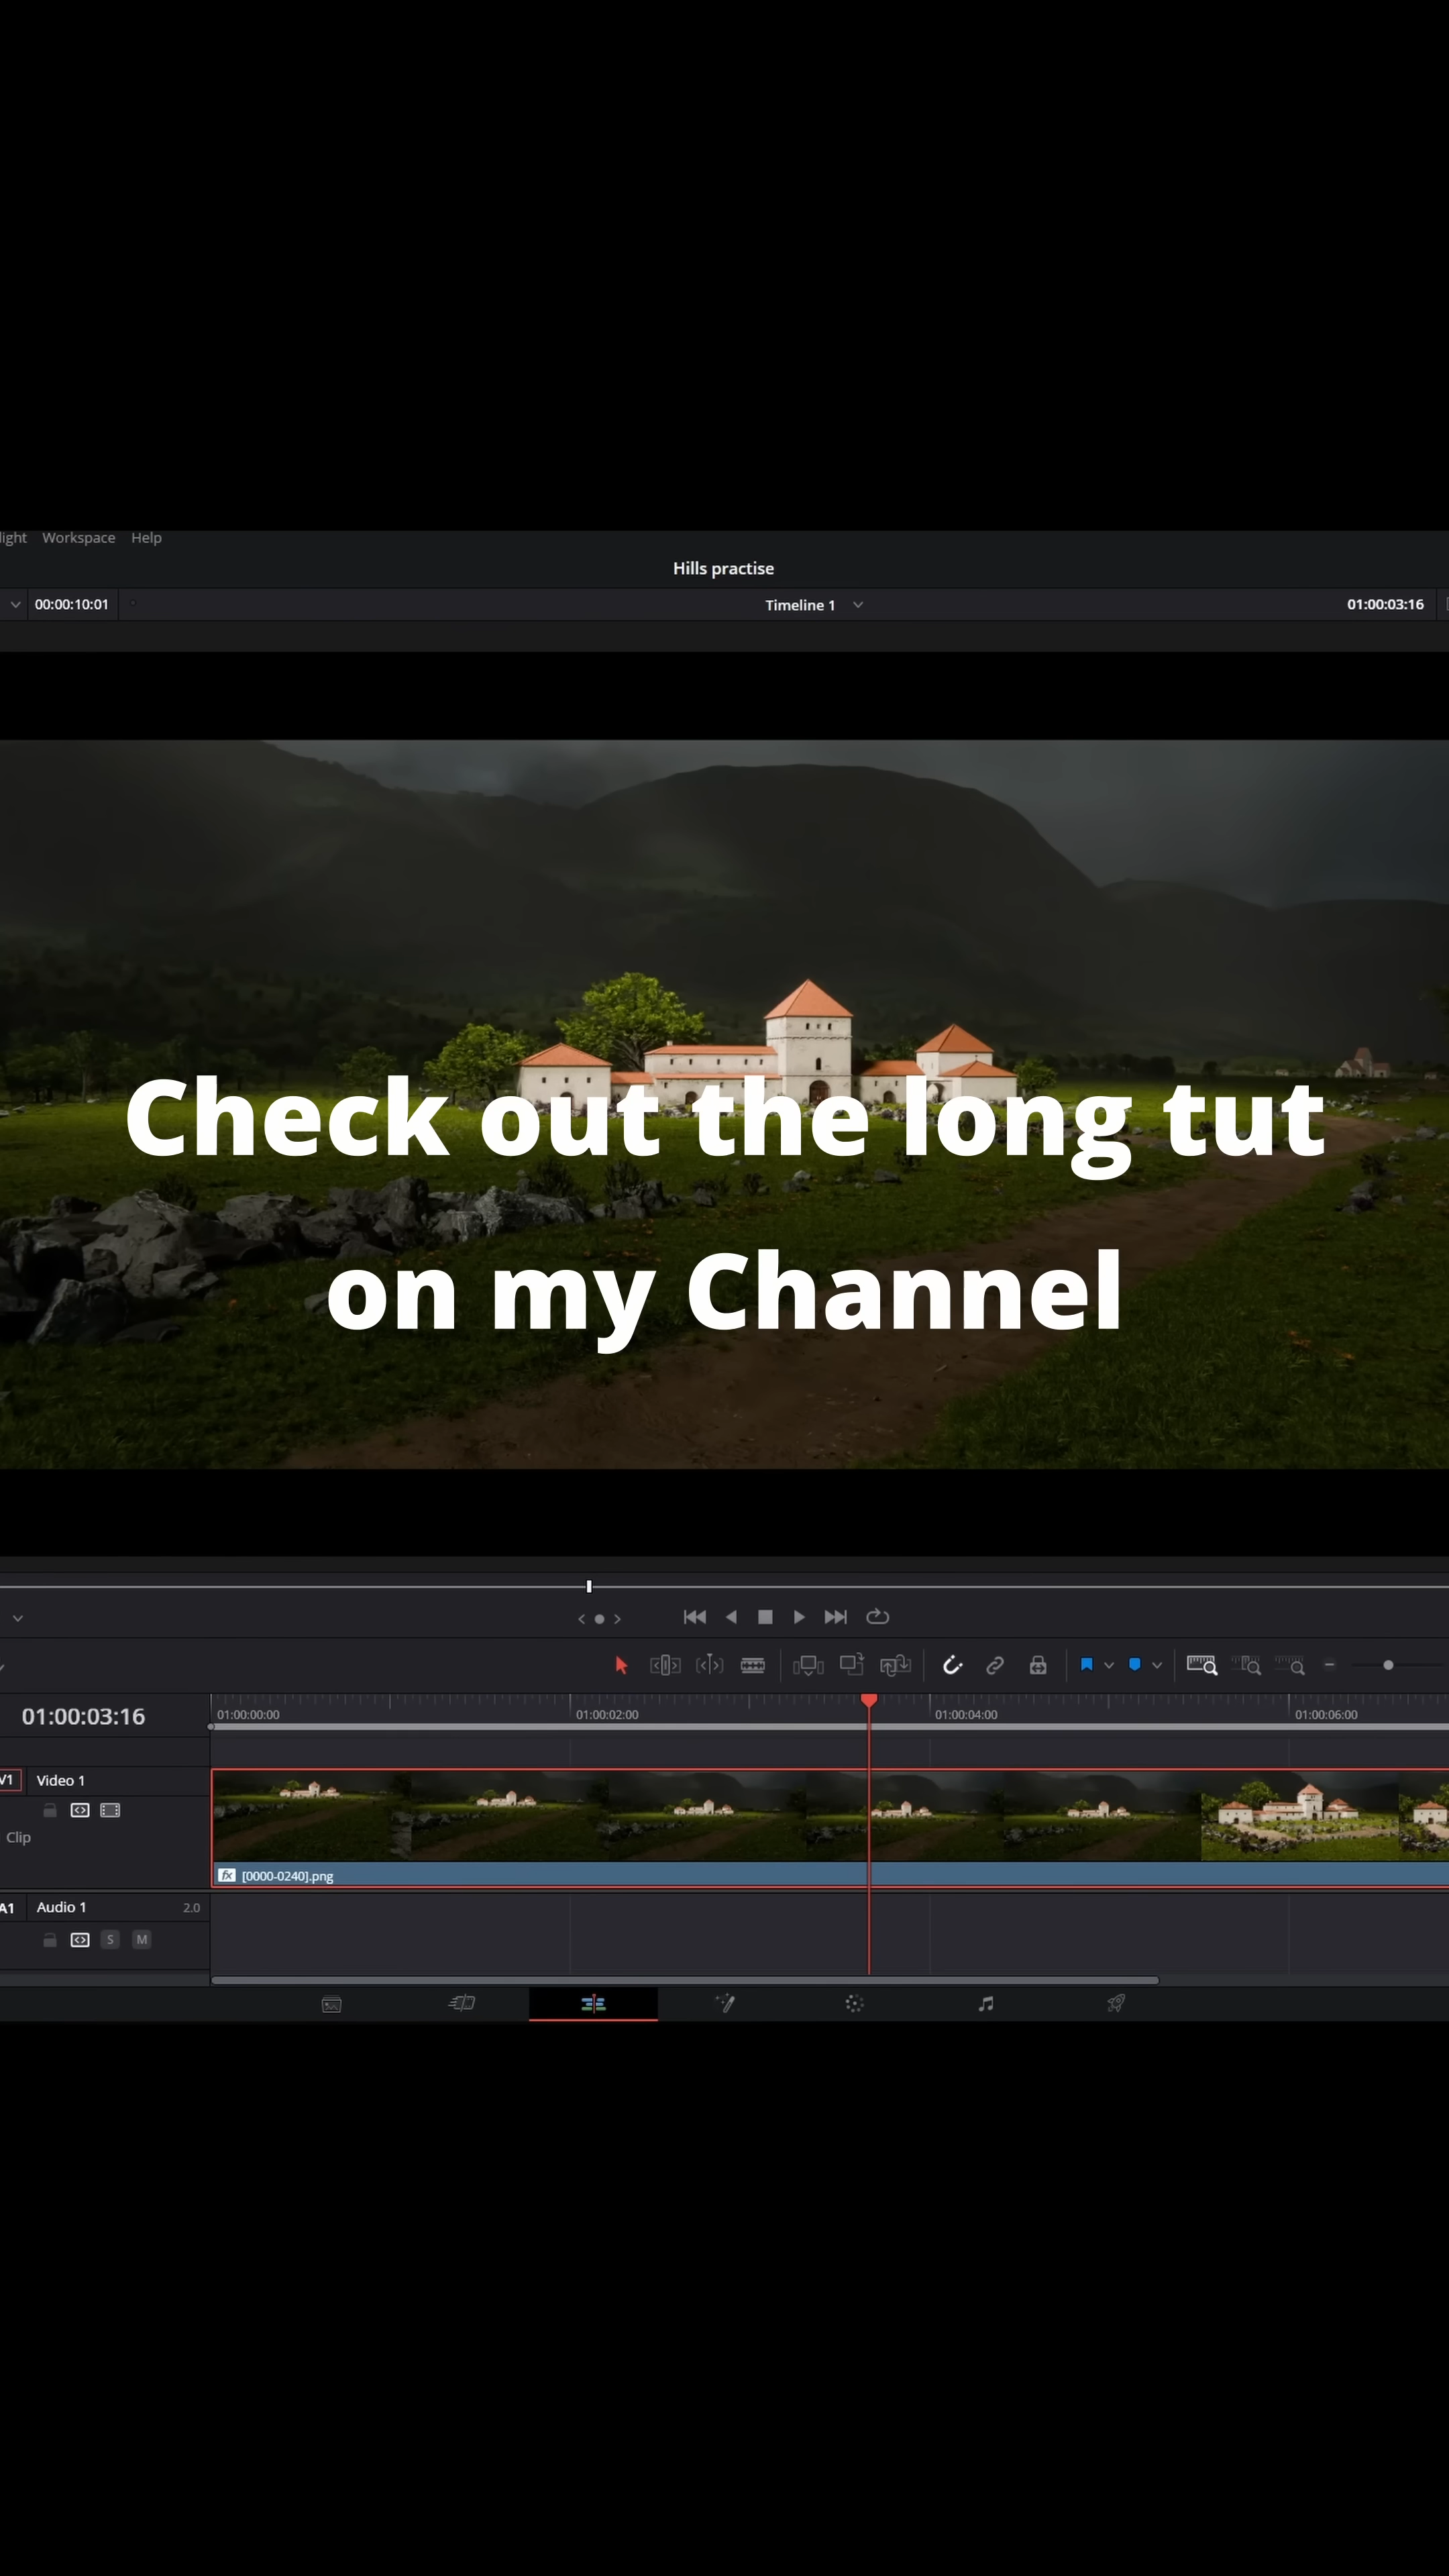 Workspace Help
Hills practise
00:00:10:01 Timeline 1 01:00:03:16
Check out the long tut
on my Channel
01:00:03:16 01:00:00:00 01:00:02:00 01:00:04:00 01:00:06:00
V1 Video 1
Clip
fx [0000-0240].png
A1 Audio 1 2.0
S M